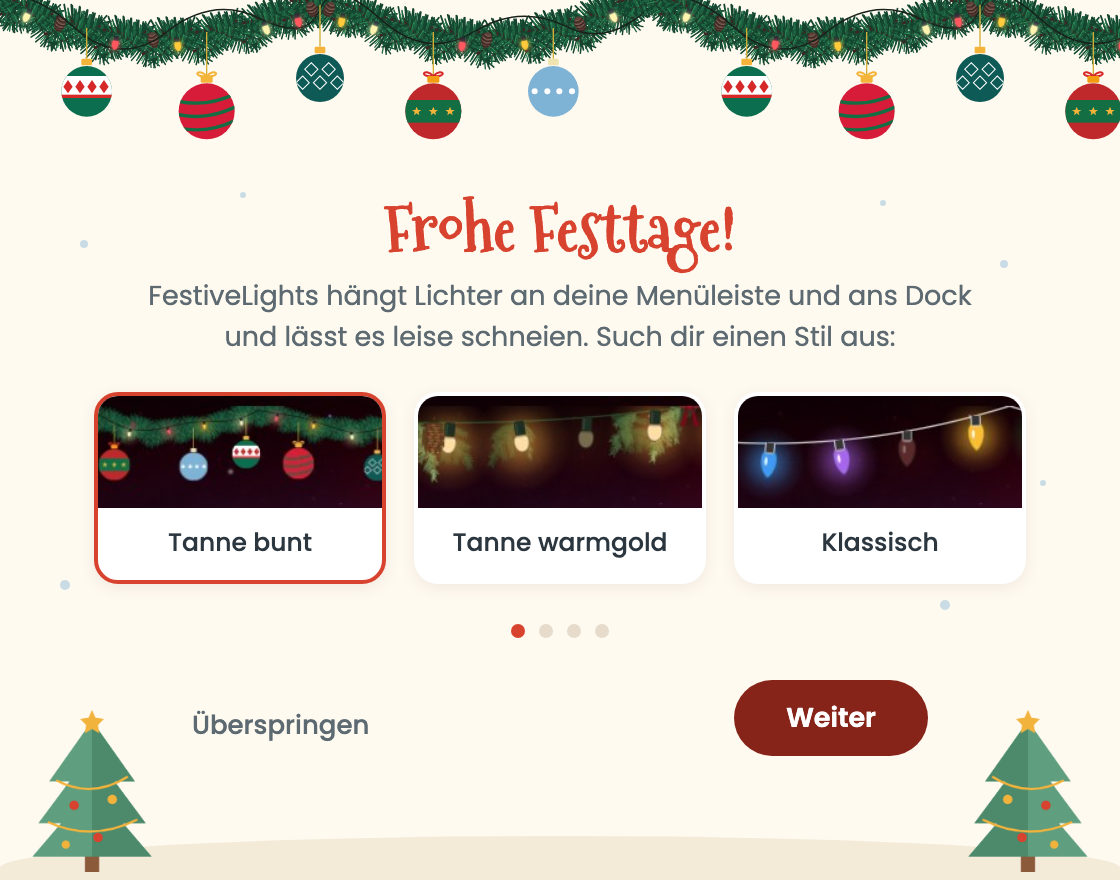 Frohe Festtage!
FestiveLights hängt Lichter an deine Menüleiste und ans Dock
und lässt es leise schneien. Such dir einen Stil aus:
Tanne bunt
Tanne warmgold
Klassisch
Überspringen
Weiter